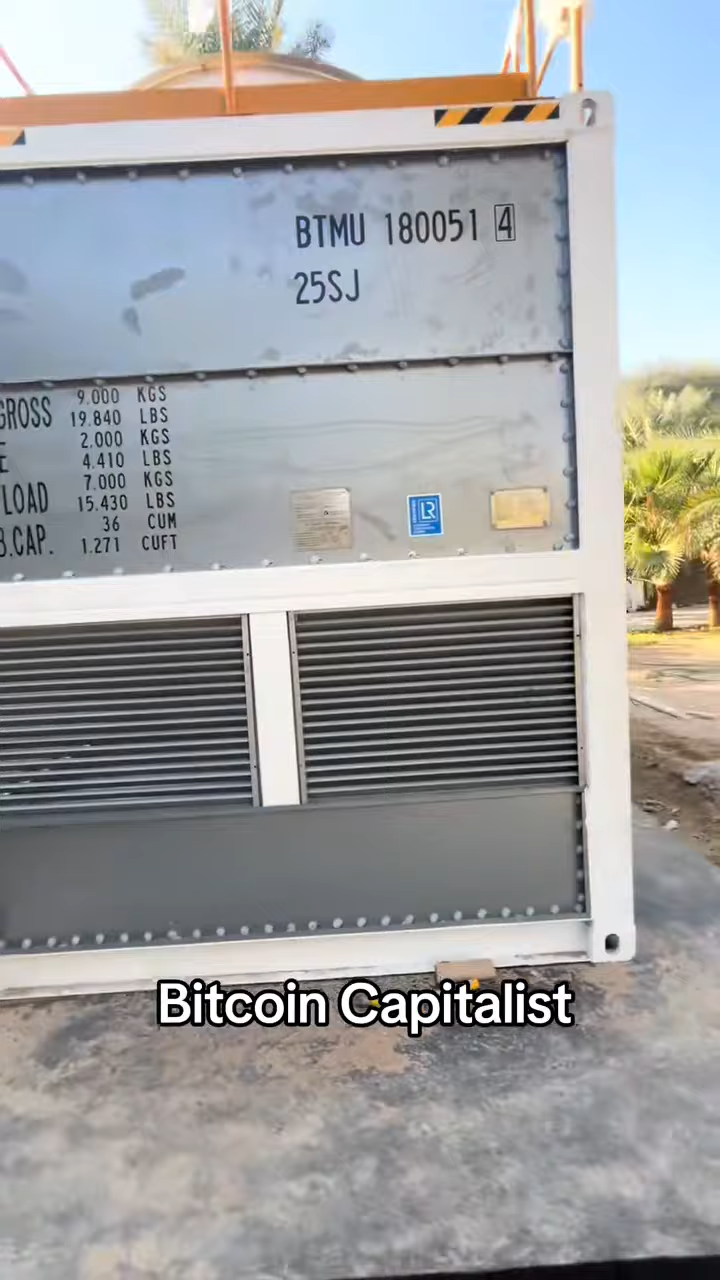 BTMU 180051 4
25SJ
GROSS 9.000 KGS
19.840 LBS
2.000 KGS
4.410 LBS
LOAD 7.000 KGS
15.430 LBS
B.CAP. 36 CUM
1.271 CUFT
LR
Bitcoin Capitalist